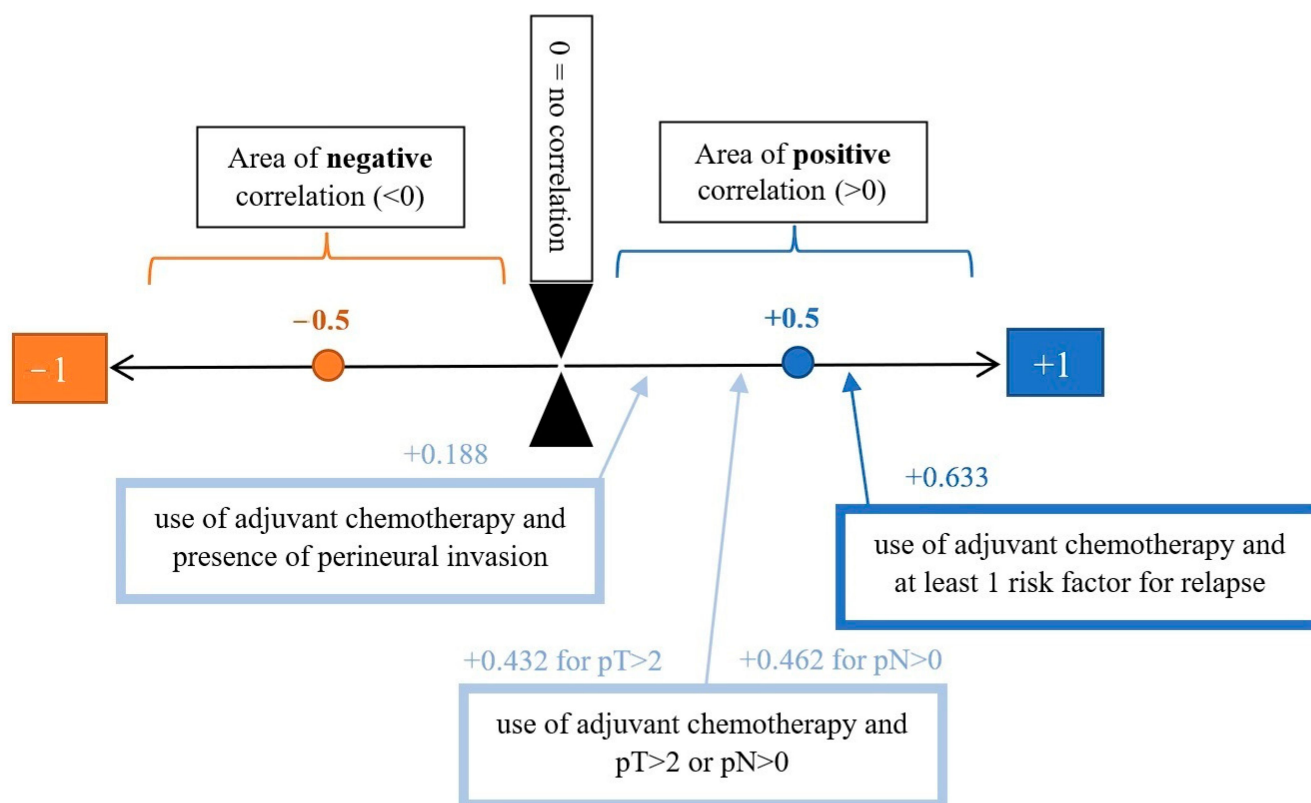 0 = no correlation
Area of negative
correlation (<0)
Area of positive
correlation (>0)
−0.5
+0.5
−1
+1
+0.188
use of adjuvant chemotherapy and
presence of perineural invasion
+0.633
use of adjuvant chemotherapy and
at least 1 risk factor for relapse
+0.432 for pT>2
+0.462 for pN>0
use of adjuvant chemotherapy and
pT>2 or pN>0